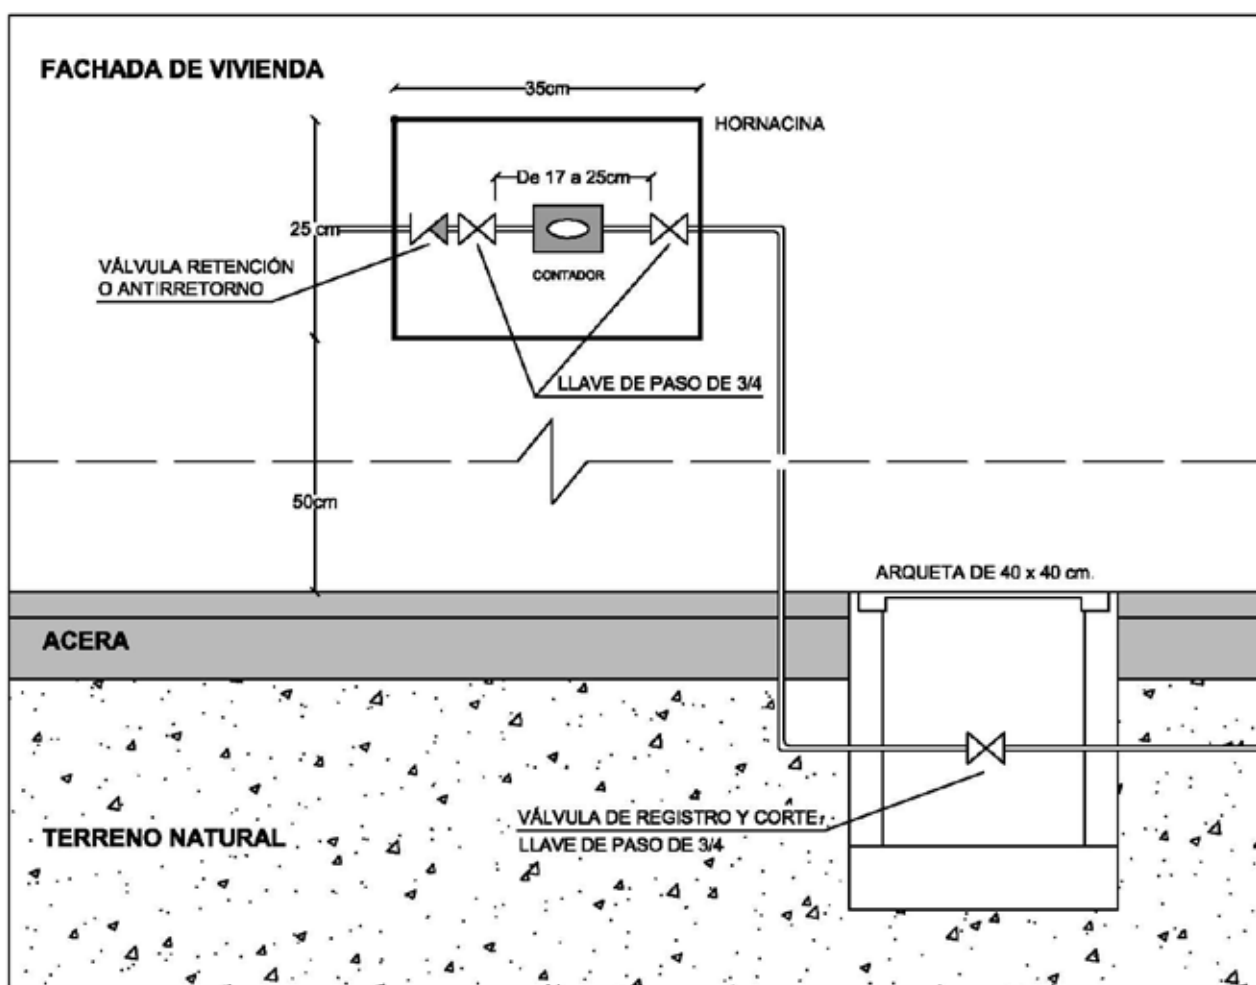 FACHADA DE VIVIENDA
35cm
HORNACINA
De 17 a 25cm
25 cm
VÁLVULA RETENCIÓN
O ANTIRRETORNO
CONTADOR
LLAVE DE PASO DE 3/4
50cm
ARQUETA DE 40 x 40 cm.
ACERA
VÁLVULA DE REGISTRO Y CORTE,
LLAVE DE PASO DE 3/4
TERRENO NATURAL